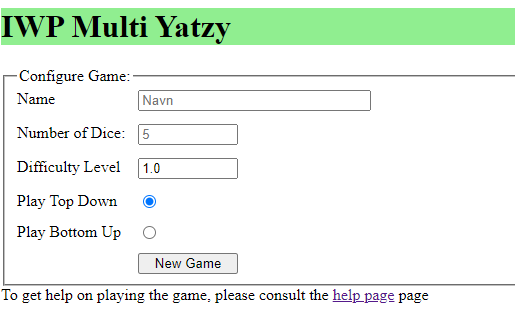 IWP Multi Yatzy
Configure Game:
Name Navn
Number of Dice: 5
Difficulty Level 1.0
Play Top Down
Play Bottom Up
New Game
To get help on playing the game, please consult the help page page